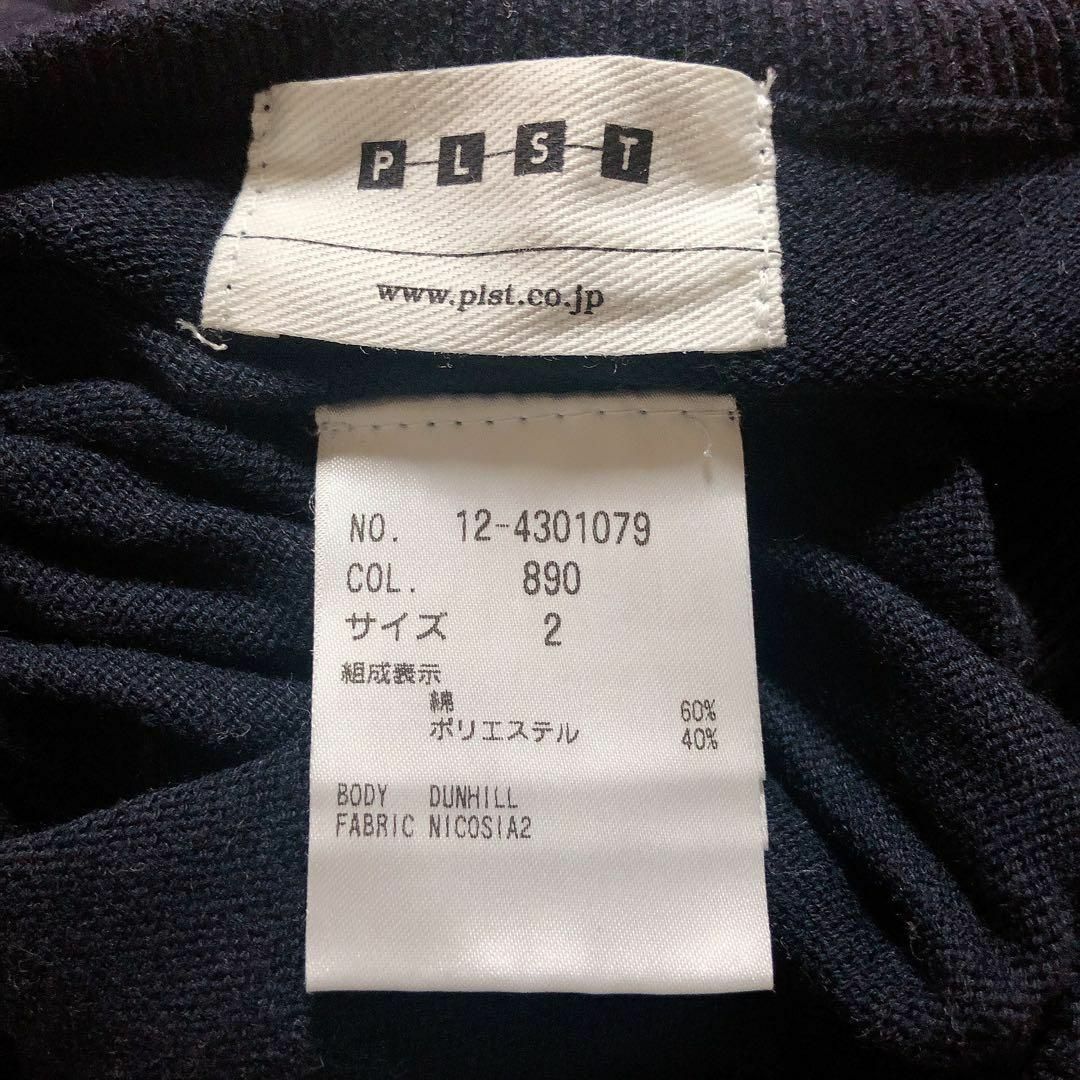 P-L-S-T
www.plst.co.jp
NO. 12-4301079
COL. 890
サイズ 2
組成表示
綿 60%
ポリエステル 40%
BODY DUNHILL
FABRIC NICOSIA2